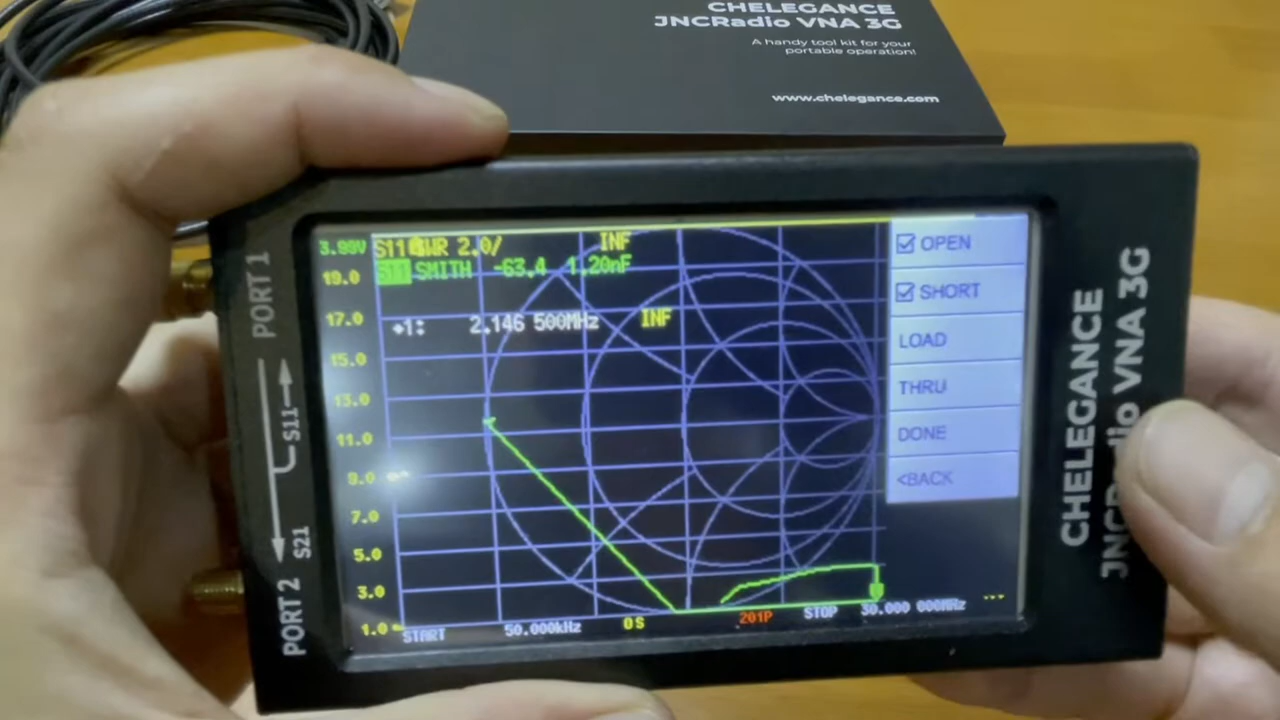 CHELEGANCE
JNCRadio VNA 3G
A handy tool kit for your
portable operation!
www.chelegance.com
3.99V
S11 SWR 2.0/ INF
S11 SMITH -63.4 1.20nF
1: 2.146 500MHz INF
19.0
17.0
15.0
13.0
11.0
9.0
7.0
5.0
3.0
1.0
START 50.000kHz 0S 201P STOP 30.000 000MHz
OPEN
SHORT
LOAD
THRU
DONE
<BACK
PORT 1
S11
S21
PORT 2
CHELEGANCE
JNCRadio VNA 3G